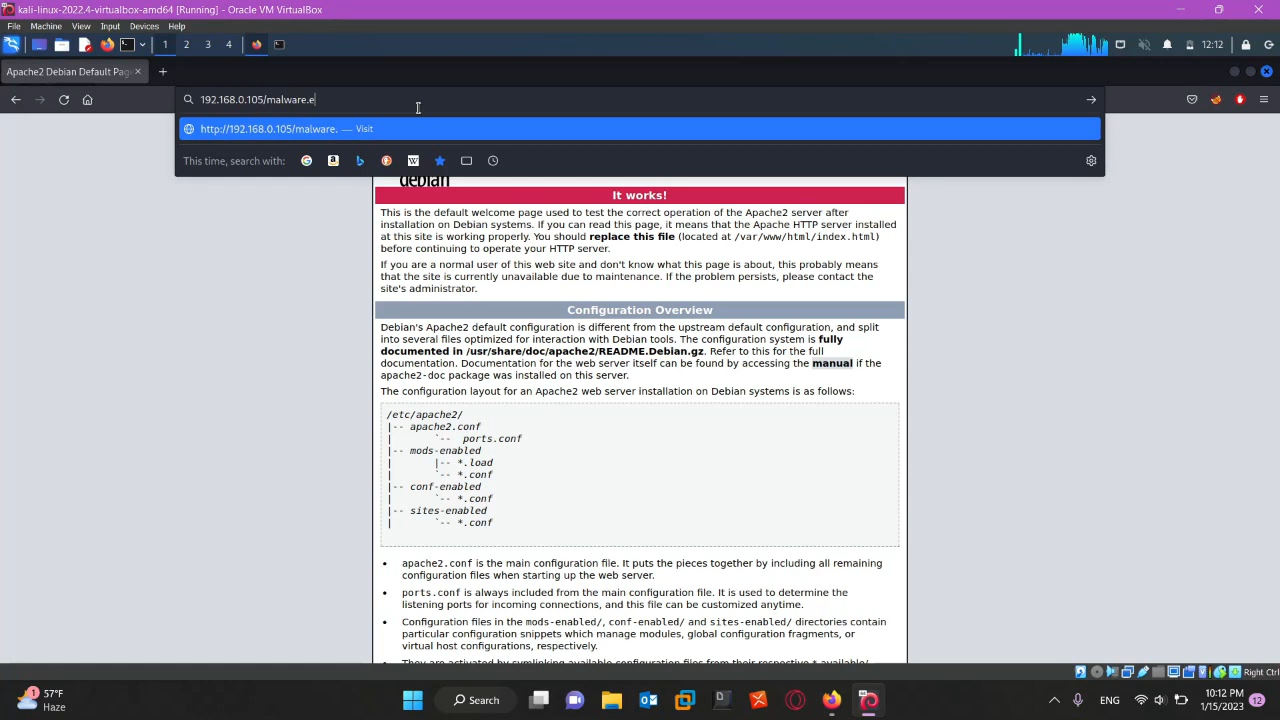 kali-linux-2022.4-virtualbox-amd64 [Running] - Oracle VM VirtualBox
File Machine View Input Devices Help
1 2 3 4
12:12
Apache2 Debian Default Pag
192.168.0.105/malware.e
http://192.168.0.105/malware. — Visit
This time, search with:
debian
It works!
This is the default welcome page used to test the correct operation of the Apache2 server after
installation on Debian systems. If you can read this page, it means that the Apache HTTP server installed
at this site is working properly. You should replace this file (located at /var/www/html/index.html)
before continuing to operate your HTTP server.
If you are a normal user of this web site and don't know what this page is about, this probably means
that the site is currently unavailable due to maintenance. If the problem persists, please contact the
site's administrator.
Configuration Overview
Debian's Apache2 default configuration is different from the upstream default configuration, and split
into several files optimized for interaction with Debian tools. The configuration system is fully
documented in /usr/share/doc/apache2/README.Debian.gz. Refer to this for the full
documentation. Documentation for the web server itself can be found by accessing the manual if the
apache2-doc package was installed on this server.
The configuration layout for an Apache2 web server installation on Debian systems is as follows:
/etc/apache2/
|-- apache2.conf
|       `--  ports.conf
|-- mods-enabled
|       |-- *.load
|       `-- *.conf
|-- conf-enabled
|       `-- *.conf
|-- sites-enabled
|       `-- *.conf
• apache2.conf is the main configuration file. It puts the pieces together by including all remaining
configuration files when starting up the web server.
• ports.conf is always included from the main configuration file. It is used to determine the
listening ports for incoming connections, and this file can be customized anytime.
• Configuration files in the mods-enabled/, conf-enabled/ and sites-enabled/ directories contain
particular configuration snippets which manage modules, global configuration fragments, or
virtual host configurations, respectively.
They are activated by symlinking available configuration files from their respective *-available/
Right Ctrl
1
57°F
Haze
Search
ENG
10:12 PM
1/15/2023
12